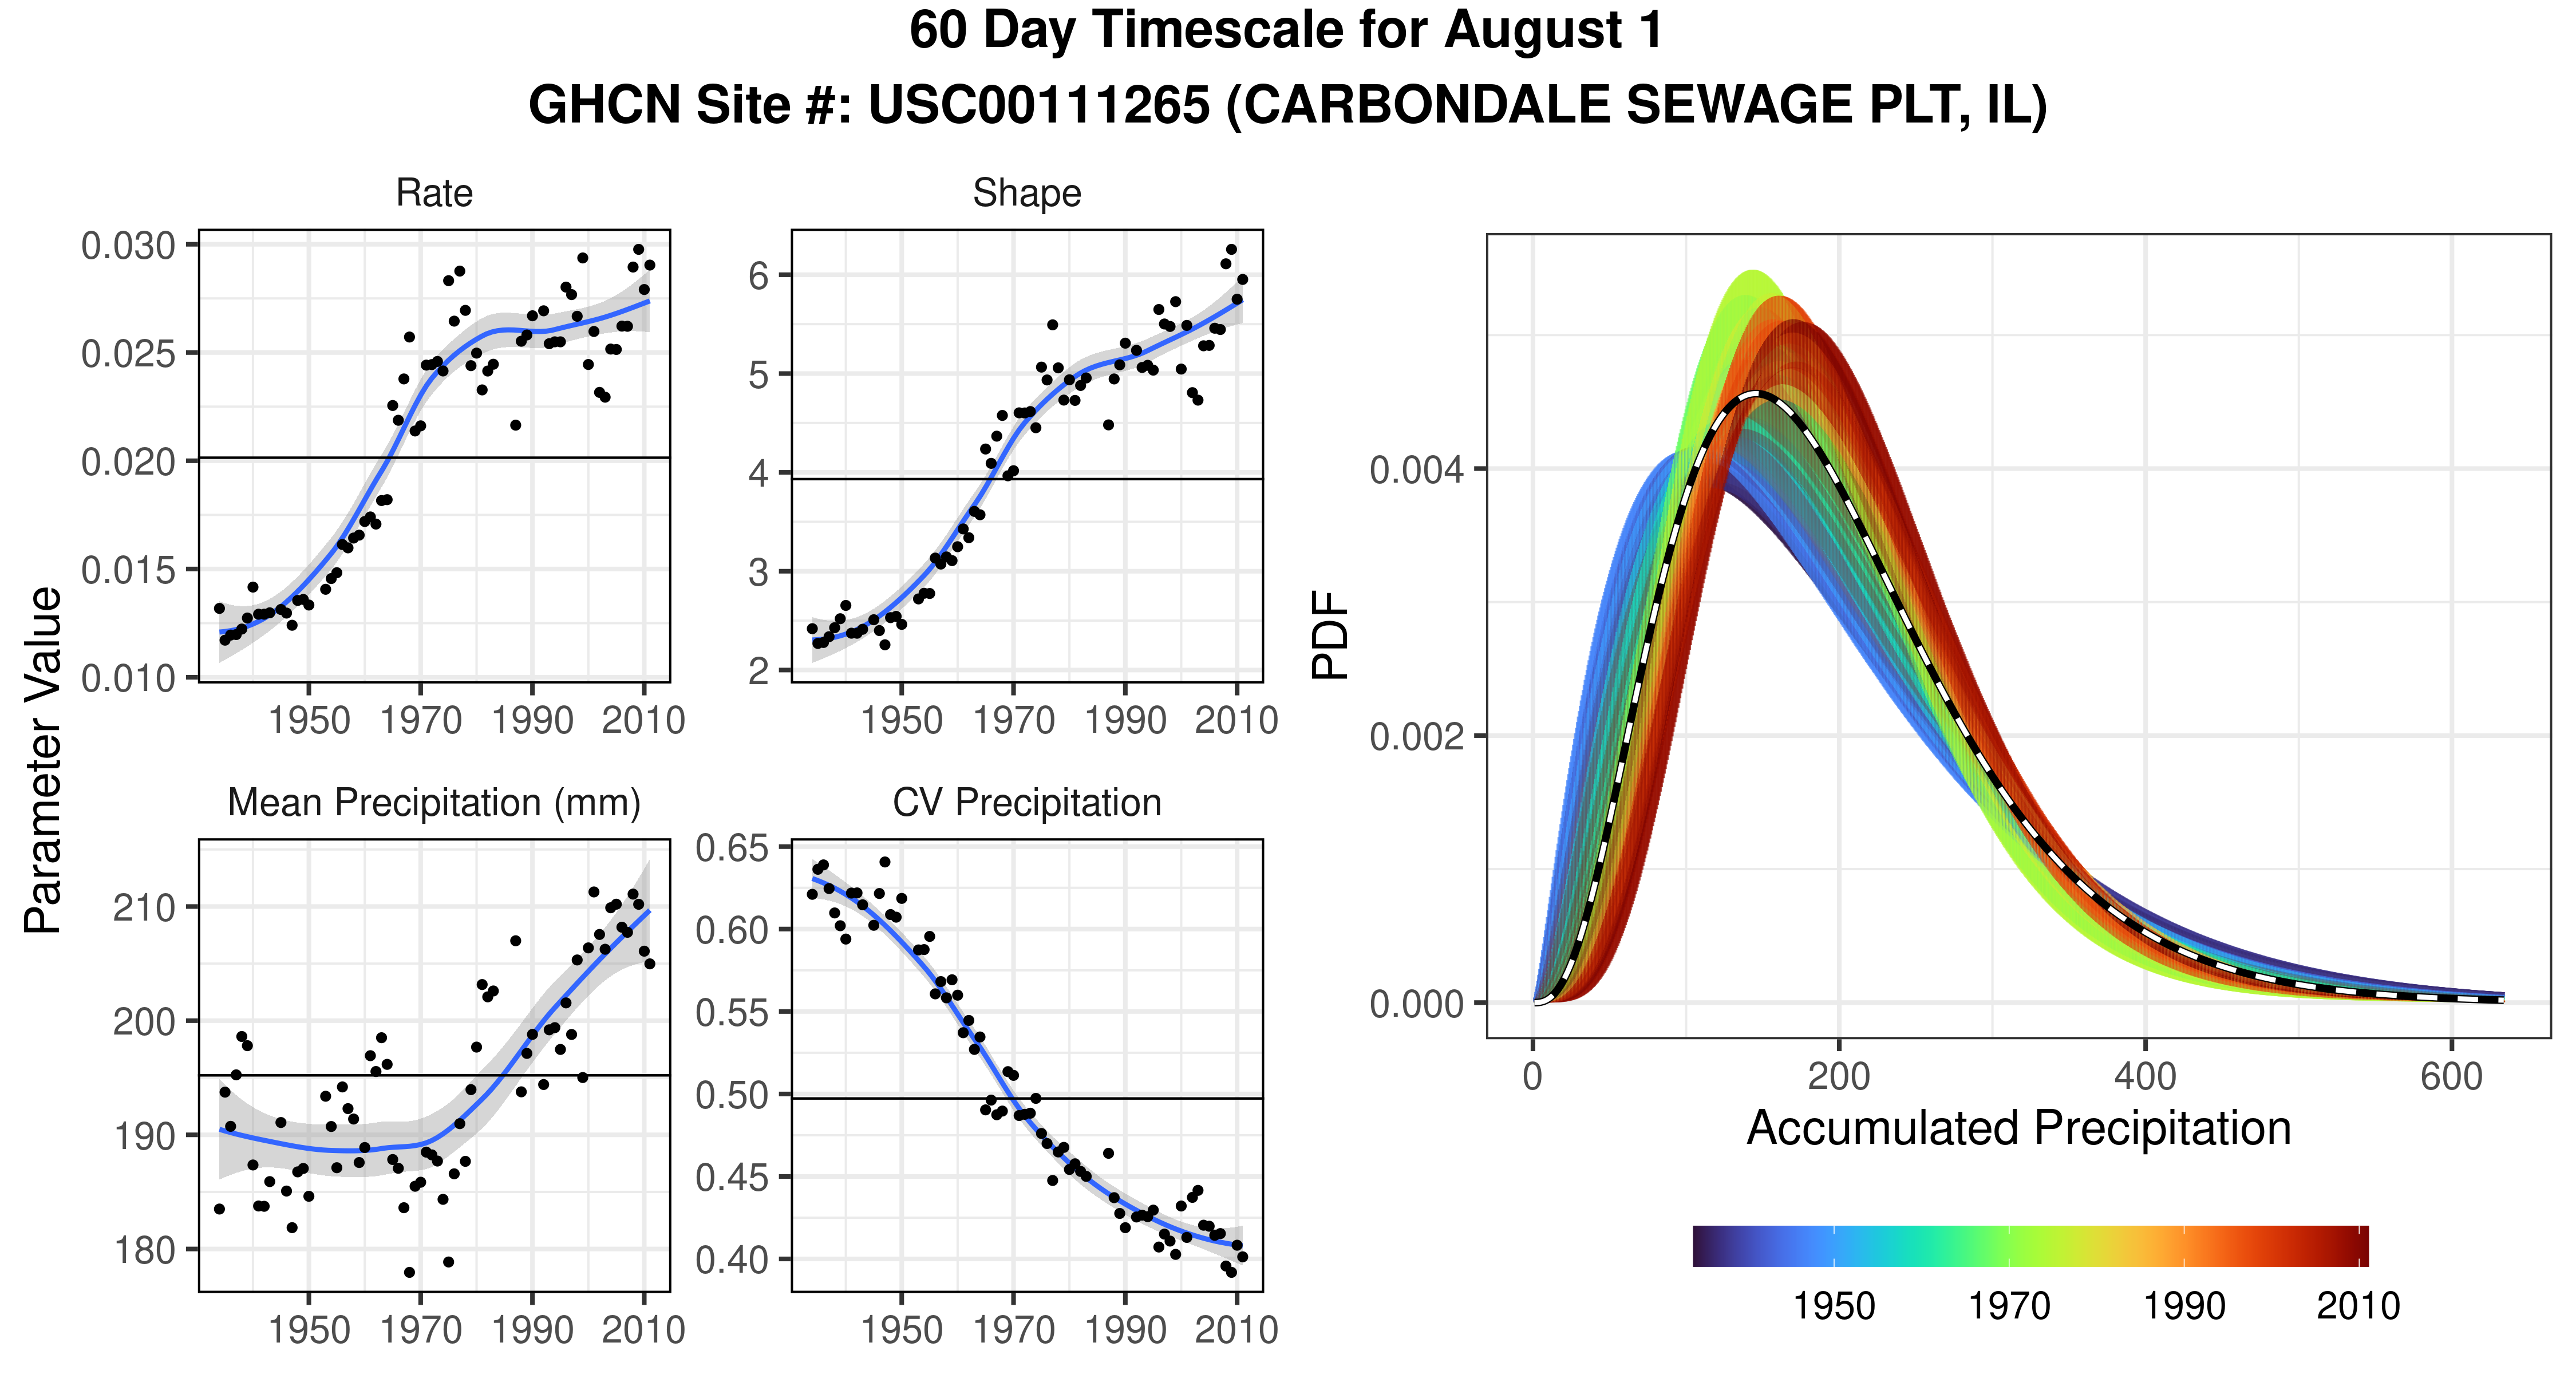 60 Day Timescale for August 1
GHCN Site #: USC00111265 (CARBONDALE SEWAGE PLT, IL)
Rate
Shape
0.030
0.025
0.020
0.015
0.010
1950 1970 1990 2010
6
5
4
3
2
1950 1970 1990 2010
Parameter Value
Mean Precipitation (mm)
CV Precipitation
210
200
190
180
1950 1970 1990 2010
0.65
0.60
0.55
0.50
0.45
0.40
1950 1970 1990 2010
PDF
0.004
0.002
0.000
0 200 400 600
Accumulated Precipitation
1950 1970 1990 2010